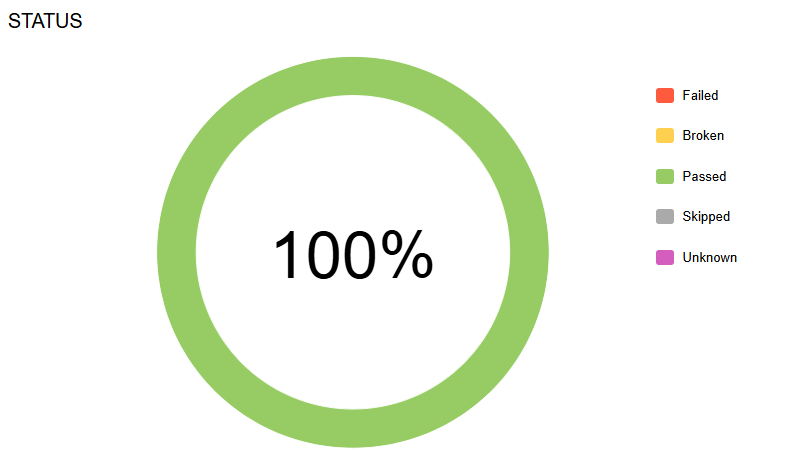 STATUS
100%
Failed
Broken
Passed
Skipped
Unknown